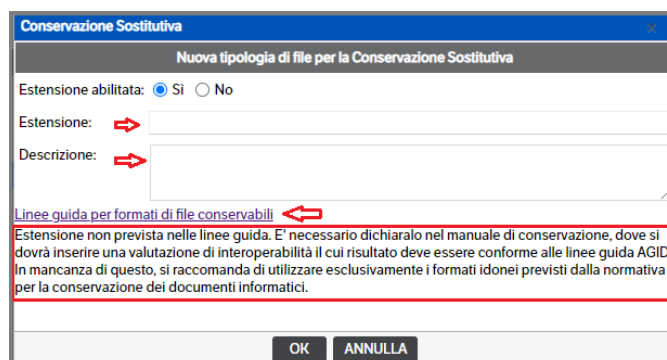 Conservazione Sostitutiva
Nuova tipologia di file per la Conservazione Sostitutiva
Estensione abilitata: Sì No
Estensione:
Descrizione:
Linee guida per formati di file conservabili
Estensione non prevista nelle linee guida. E' necessario dichiaralo nel manuale di conservazione, dove si
dovrà inserire una valutazione di interoperabilità il cui risultato deve essere conforme alle linee guida AGID
In mancanza di questo, si raccomanda di utilizzare esclusivamente i formati idonei previsti dalla normativa
per la conservazione dei documenti informatici.
OK ANNULLA